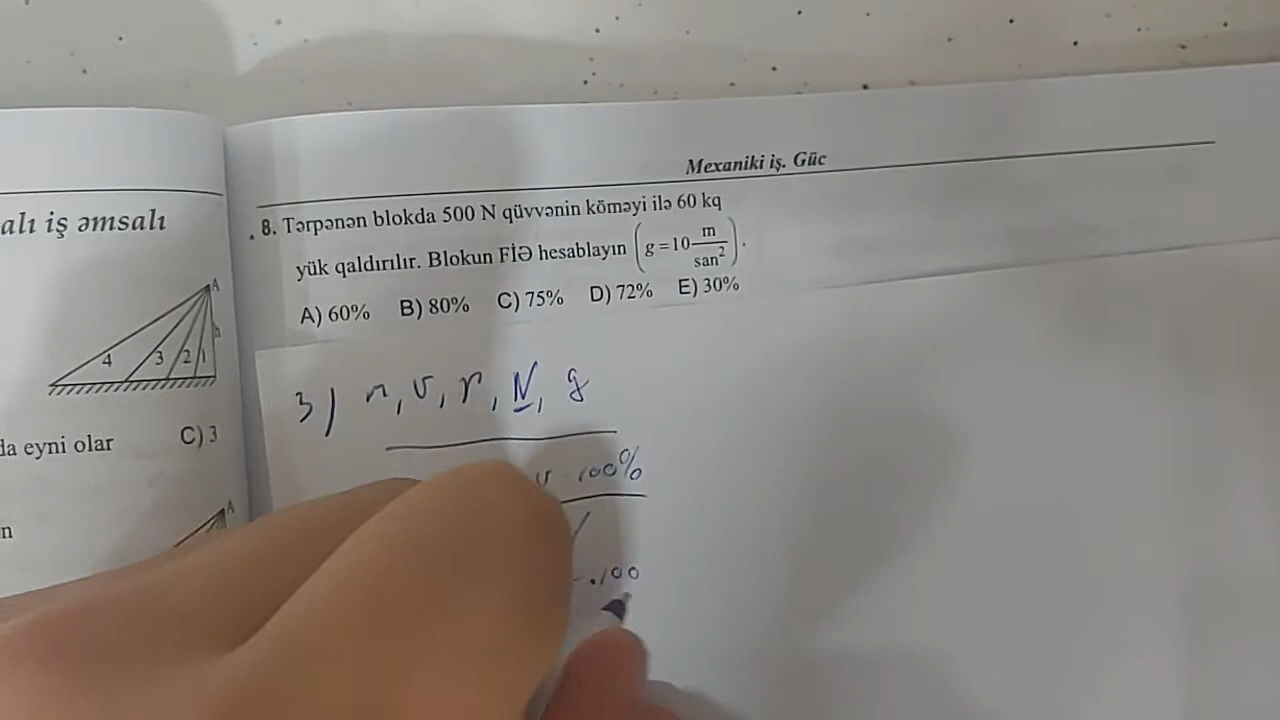 Mexaniki iş. Güc
alı iş əmsalı
A
h
4 3 2 1
da eyni olar C) 3
A
n
8. Tərpənən blokda 500 N qüvvənin köməyi ilə 60 kq
yük qaldırılır. Blokun FİƏ hesablayın (g=10 m/san²).
A) 60% B) 80% C) 75% D) 72% E) 30%
3) n, v, r, N, g
v · 100%
.100